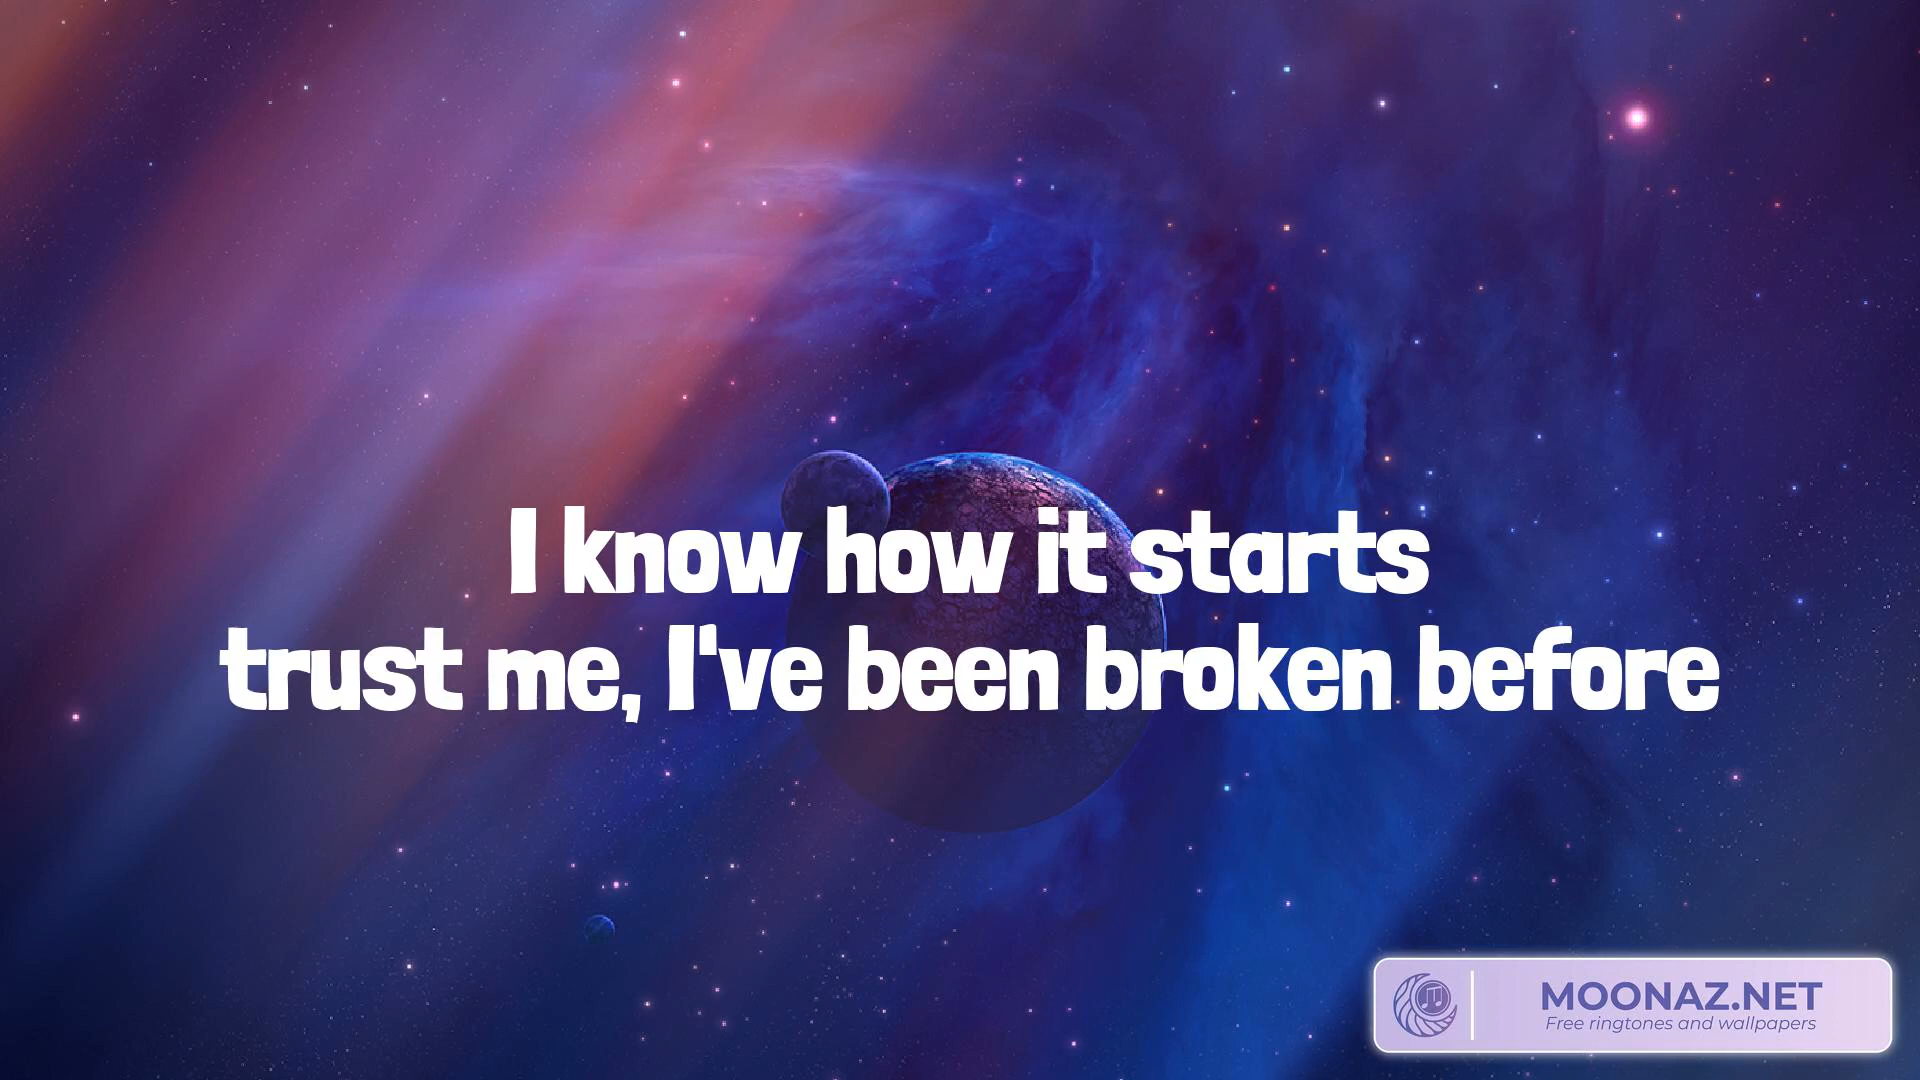 I know how it starts
trust me, I've been broken before
MOONAZ.NET
Free ringtones and wallpapers